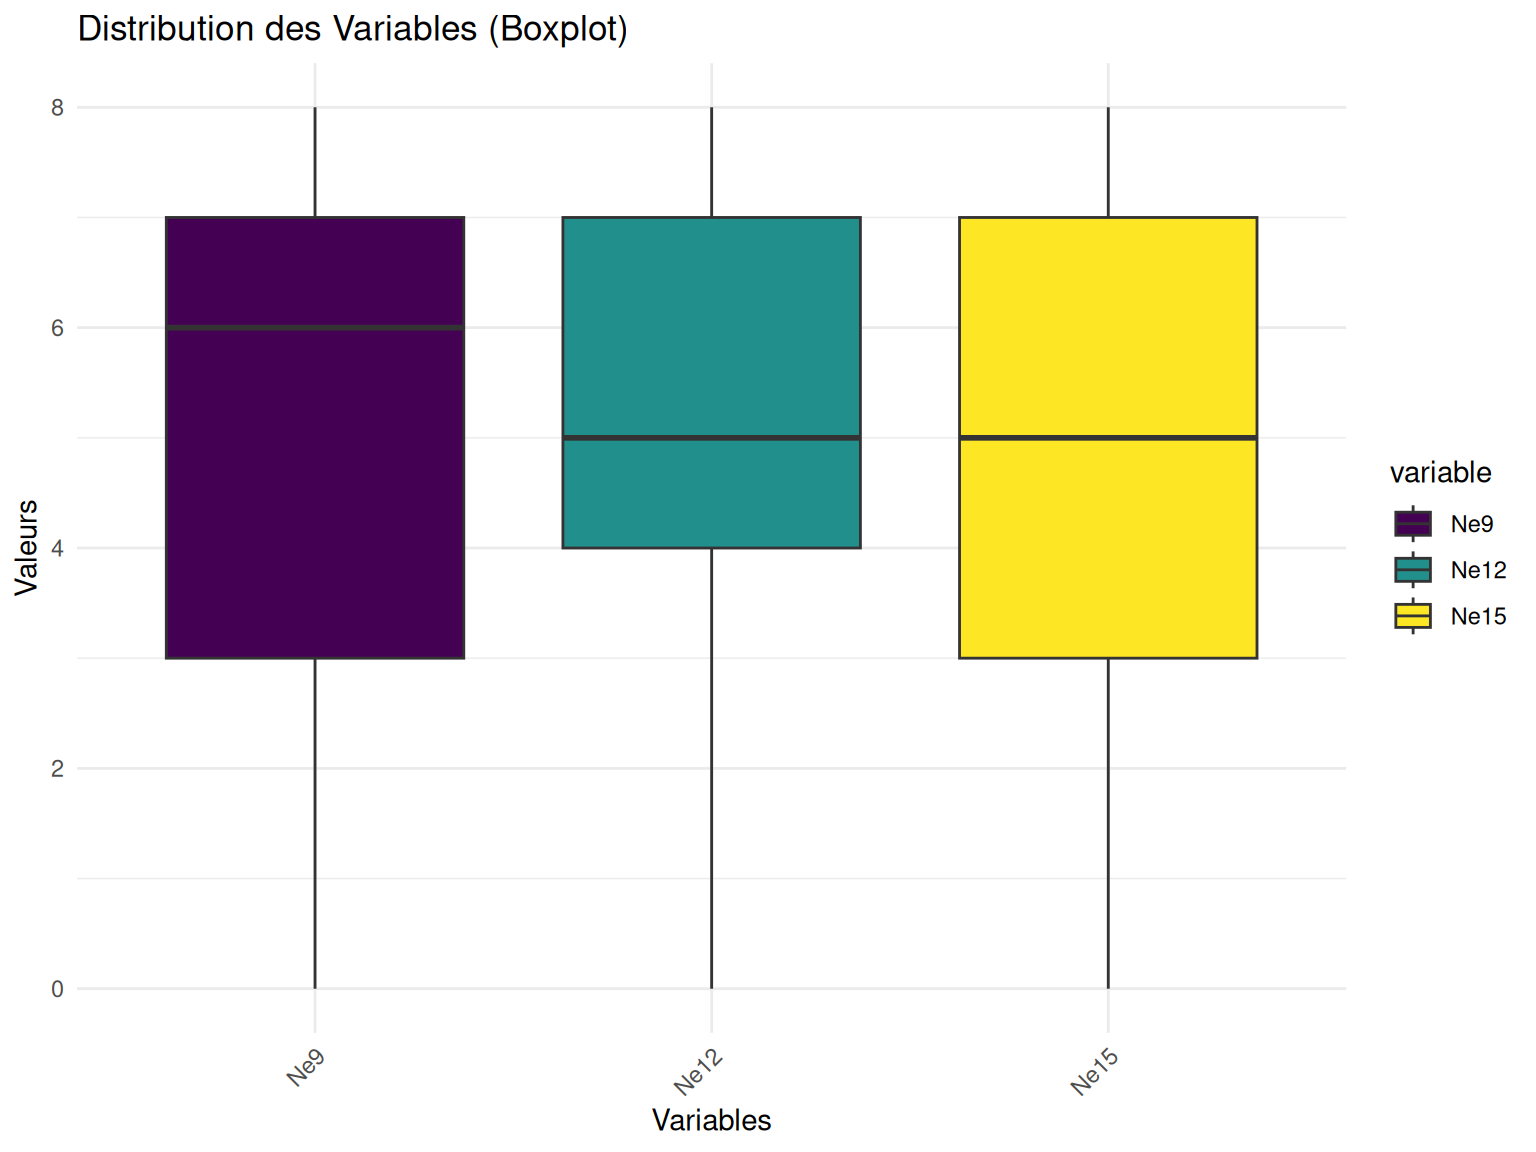 Distribution des Variables (Boxplot)
8
6
4
2
0
Valeurs
Ne9
Ne12
Ne15
Variables
variable
Ne9
Ne12
Ne15